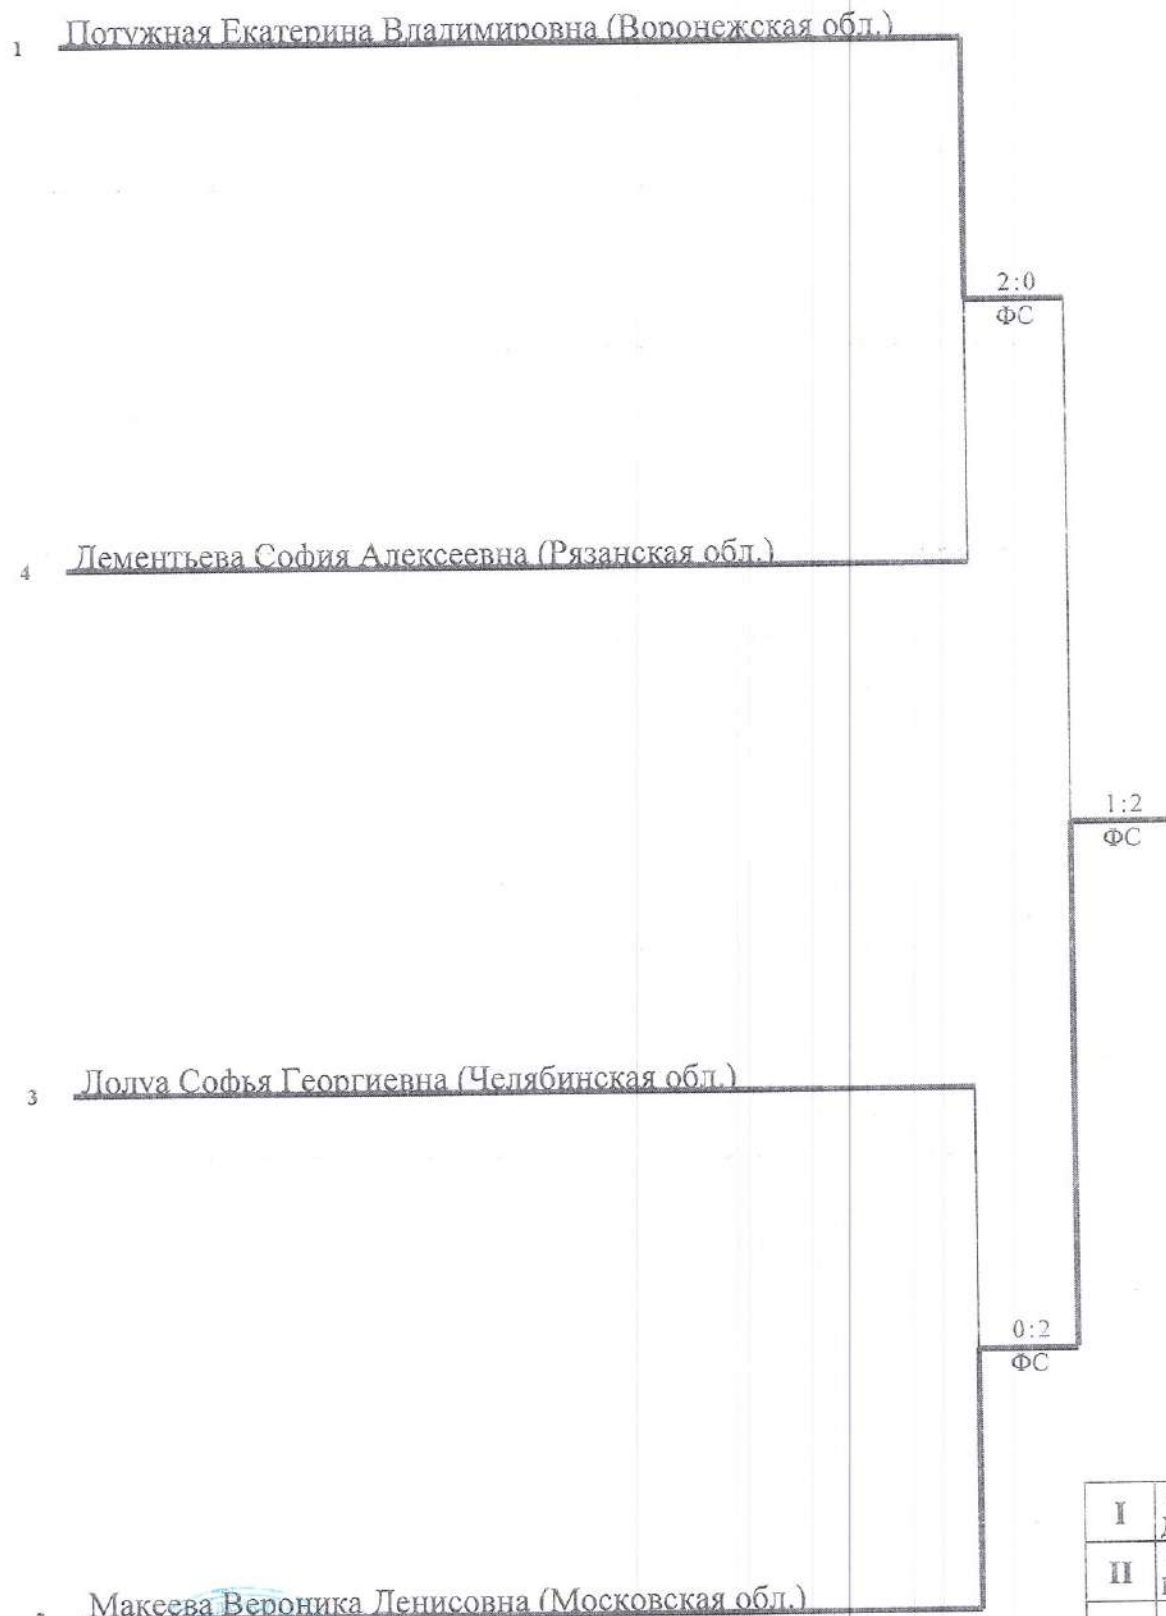 1 Потужная Екатерина Владимировна (Воронежская обл.)
2:0
ФС
4 Дементьева София Алексеевна (Рязанская обл.)
1:2
ФС
3 Лолуа Софья Георгиевна (Челябинская обл.)
0:2
ФС
I
II
Макеева Вероника Денисовна (Московская обл.)